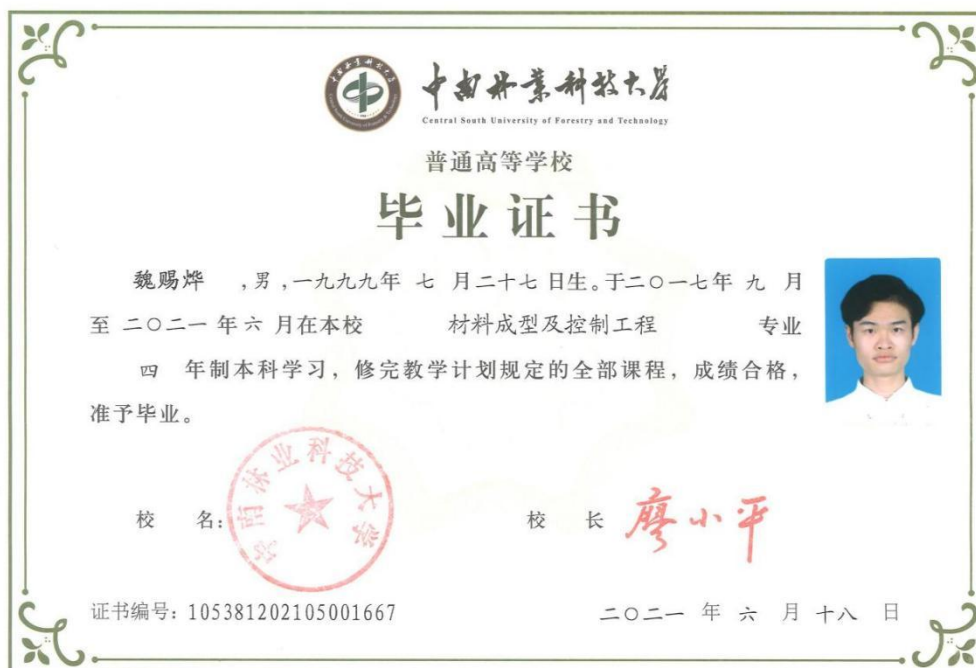 中南林业科技大学
Central South University of Forestry and Technology
普通高等学校
毕业证书
魏赐烨 ,男,一九九九年 七 月二十七日生。于二〇一七年 九 月
至 二〇二一 年六 月在本校 材料成型及控制工程 专业
四 年制本科学习, 修完教学计划规定的全部课程, 成绩合格,
准予毕业。
校 名: 中南林业科技大学
校 长 廖小平
证书编号: 105381202105001667
二〇二一 年 六 月 十八 日